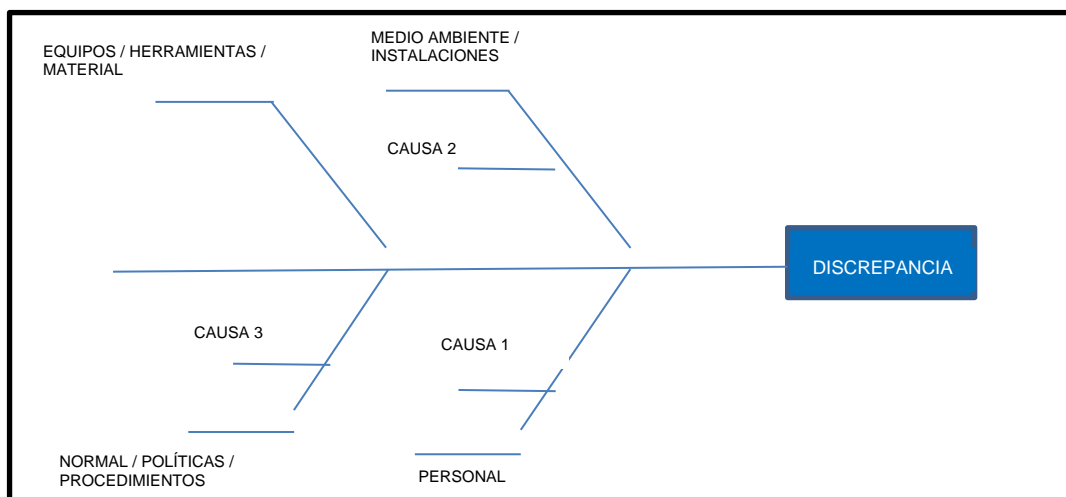 EQUIPOS / HERRAMIENTAS /
MATERIAL
MEDIO AMBIENTE /
INSTALACIONES
CAUSA 2
DISCREPANCIA
CAUSA 3
CAUSA 1
NORMAL / POLÍTICAS /
PROCEDIMIENTOS
PERSONAL